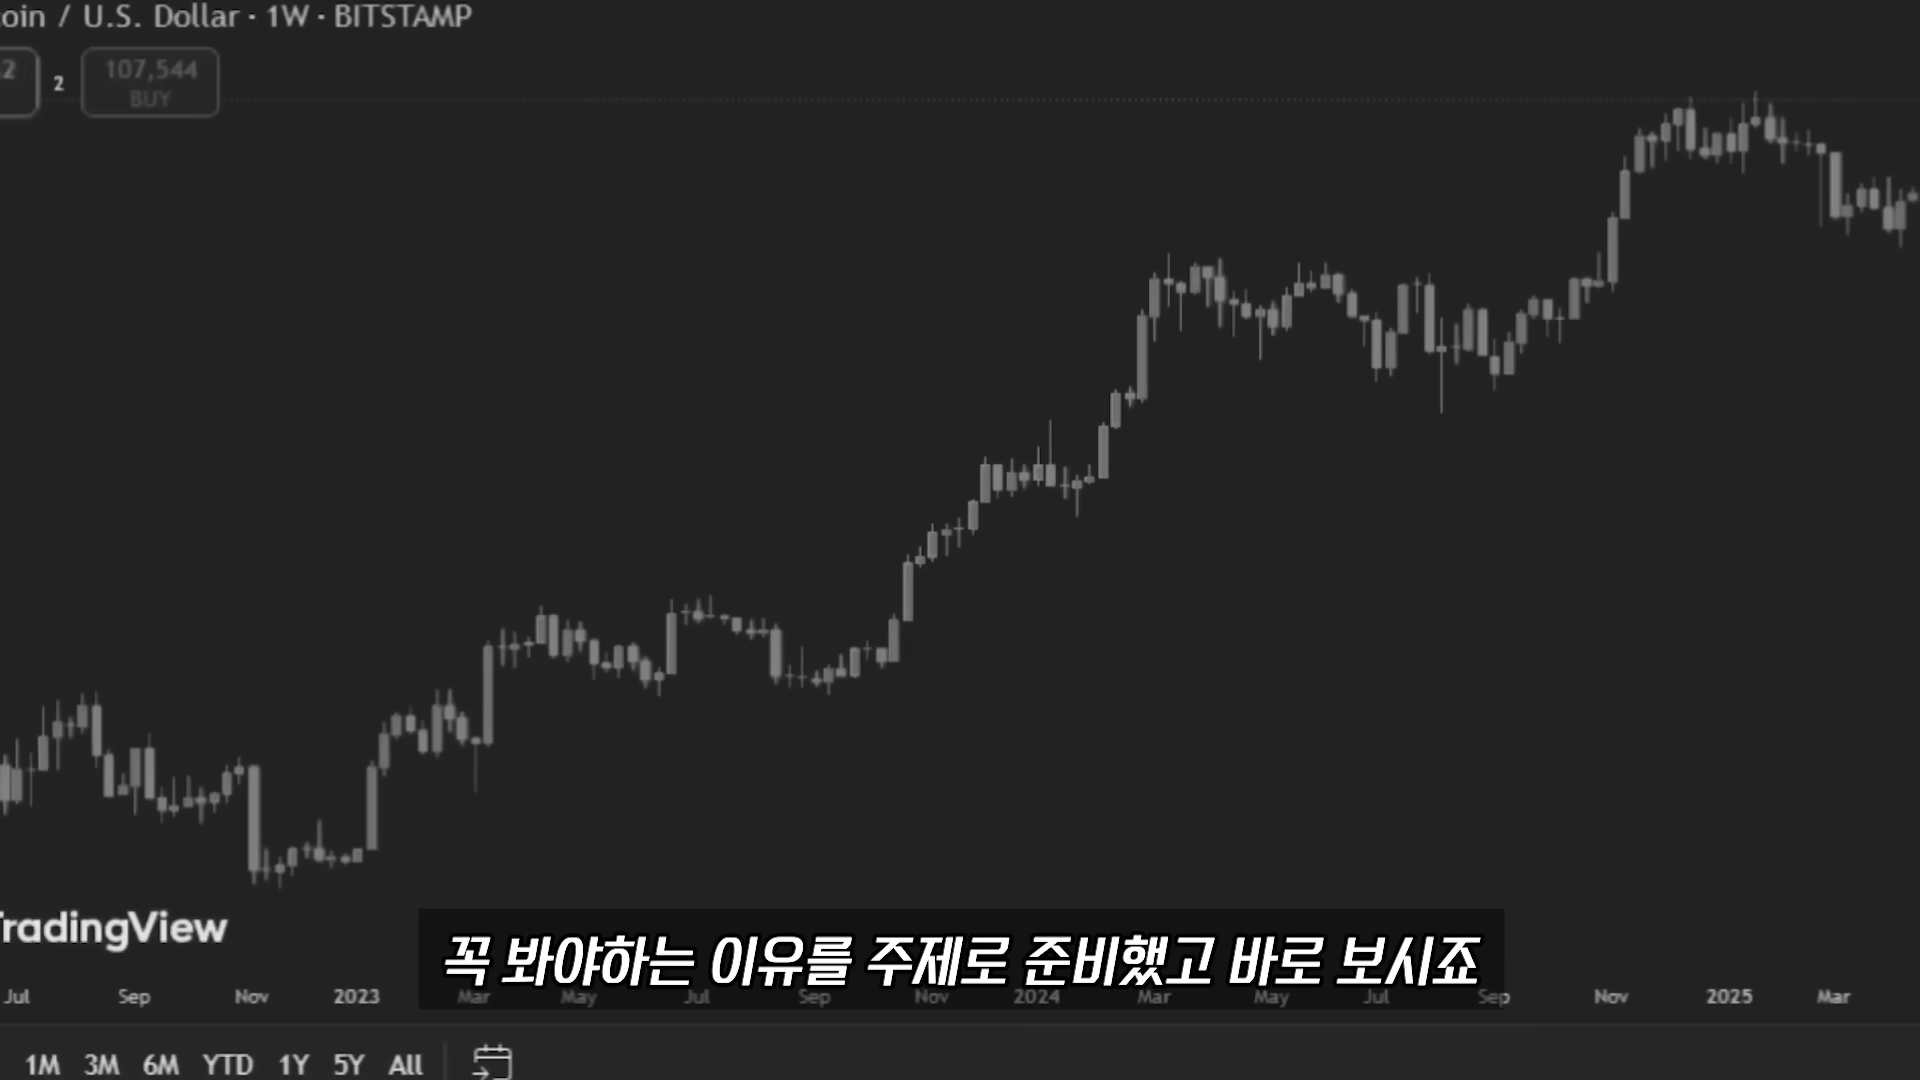 oin / U.S. Dollar · 1W · BITSTAMP
2 2 107,544
BUY
TradingView
꼭 봐야하는 이유를 주제로 준비했고 바로 보시죠
Jul Sep Nov 2023 Mar May Jul Sep Nov 2024 Mar May Jul Sep Nov 2025 Mar
1M 3M 6M YTD 1Y 5Y All